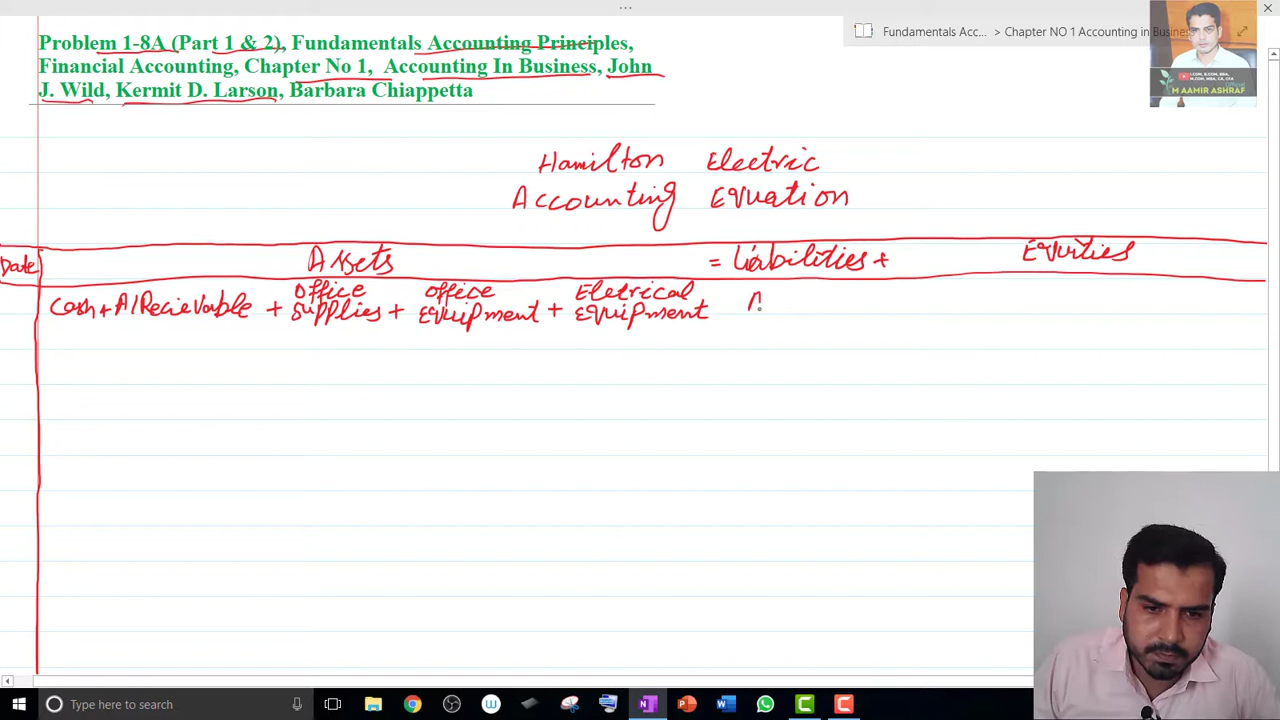 Problem 1-8A (Part 1 & 2), Fundamentals Accounting Principles,
Financial Accounting, Chapter No 1, Accounting In Business, John
J. Wild, Kermit D. Larson, Barbara Chiappetta
Fundamentals Acc... > Chapter NO 1 Accounting in Busin
M AAMIR ASHRAF
Hamilton Electric
Accounting Equation
Date Assets = Liabilities + Equities
Cash + A/Recievable + Office Supplies + Office Equipment + Eletrical Equipment
Type here to search